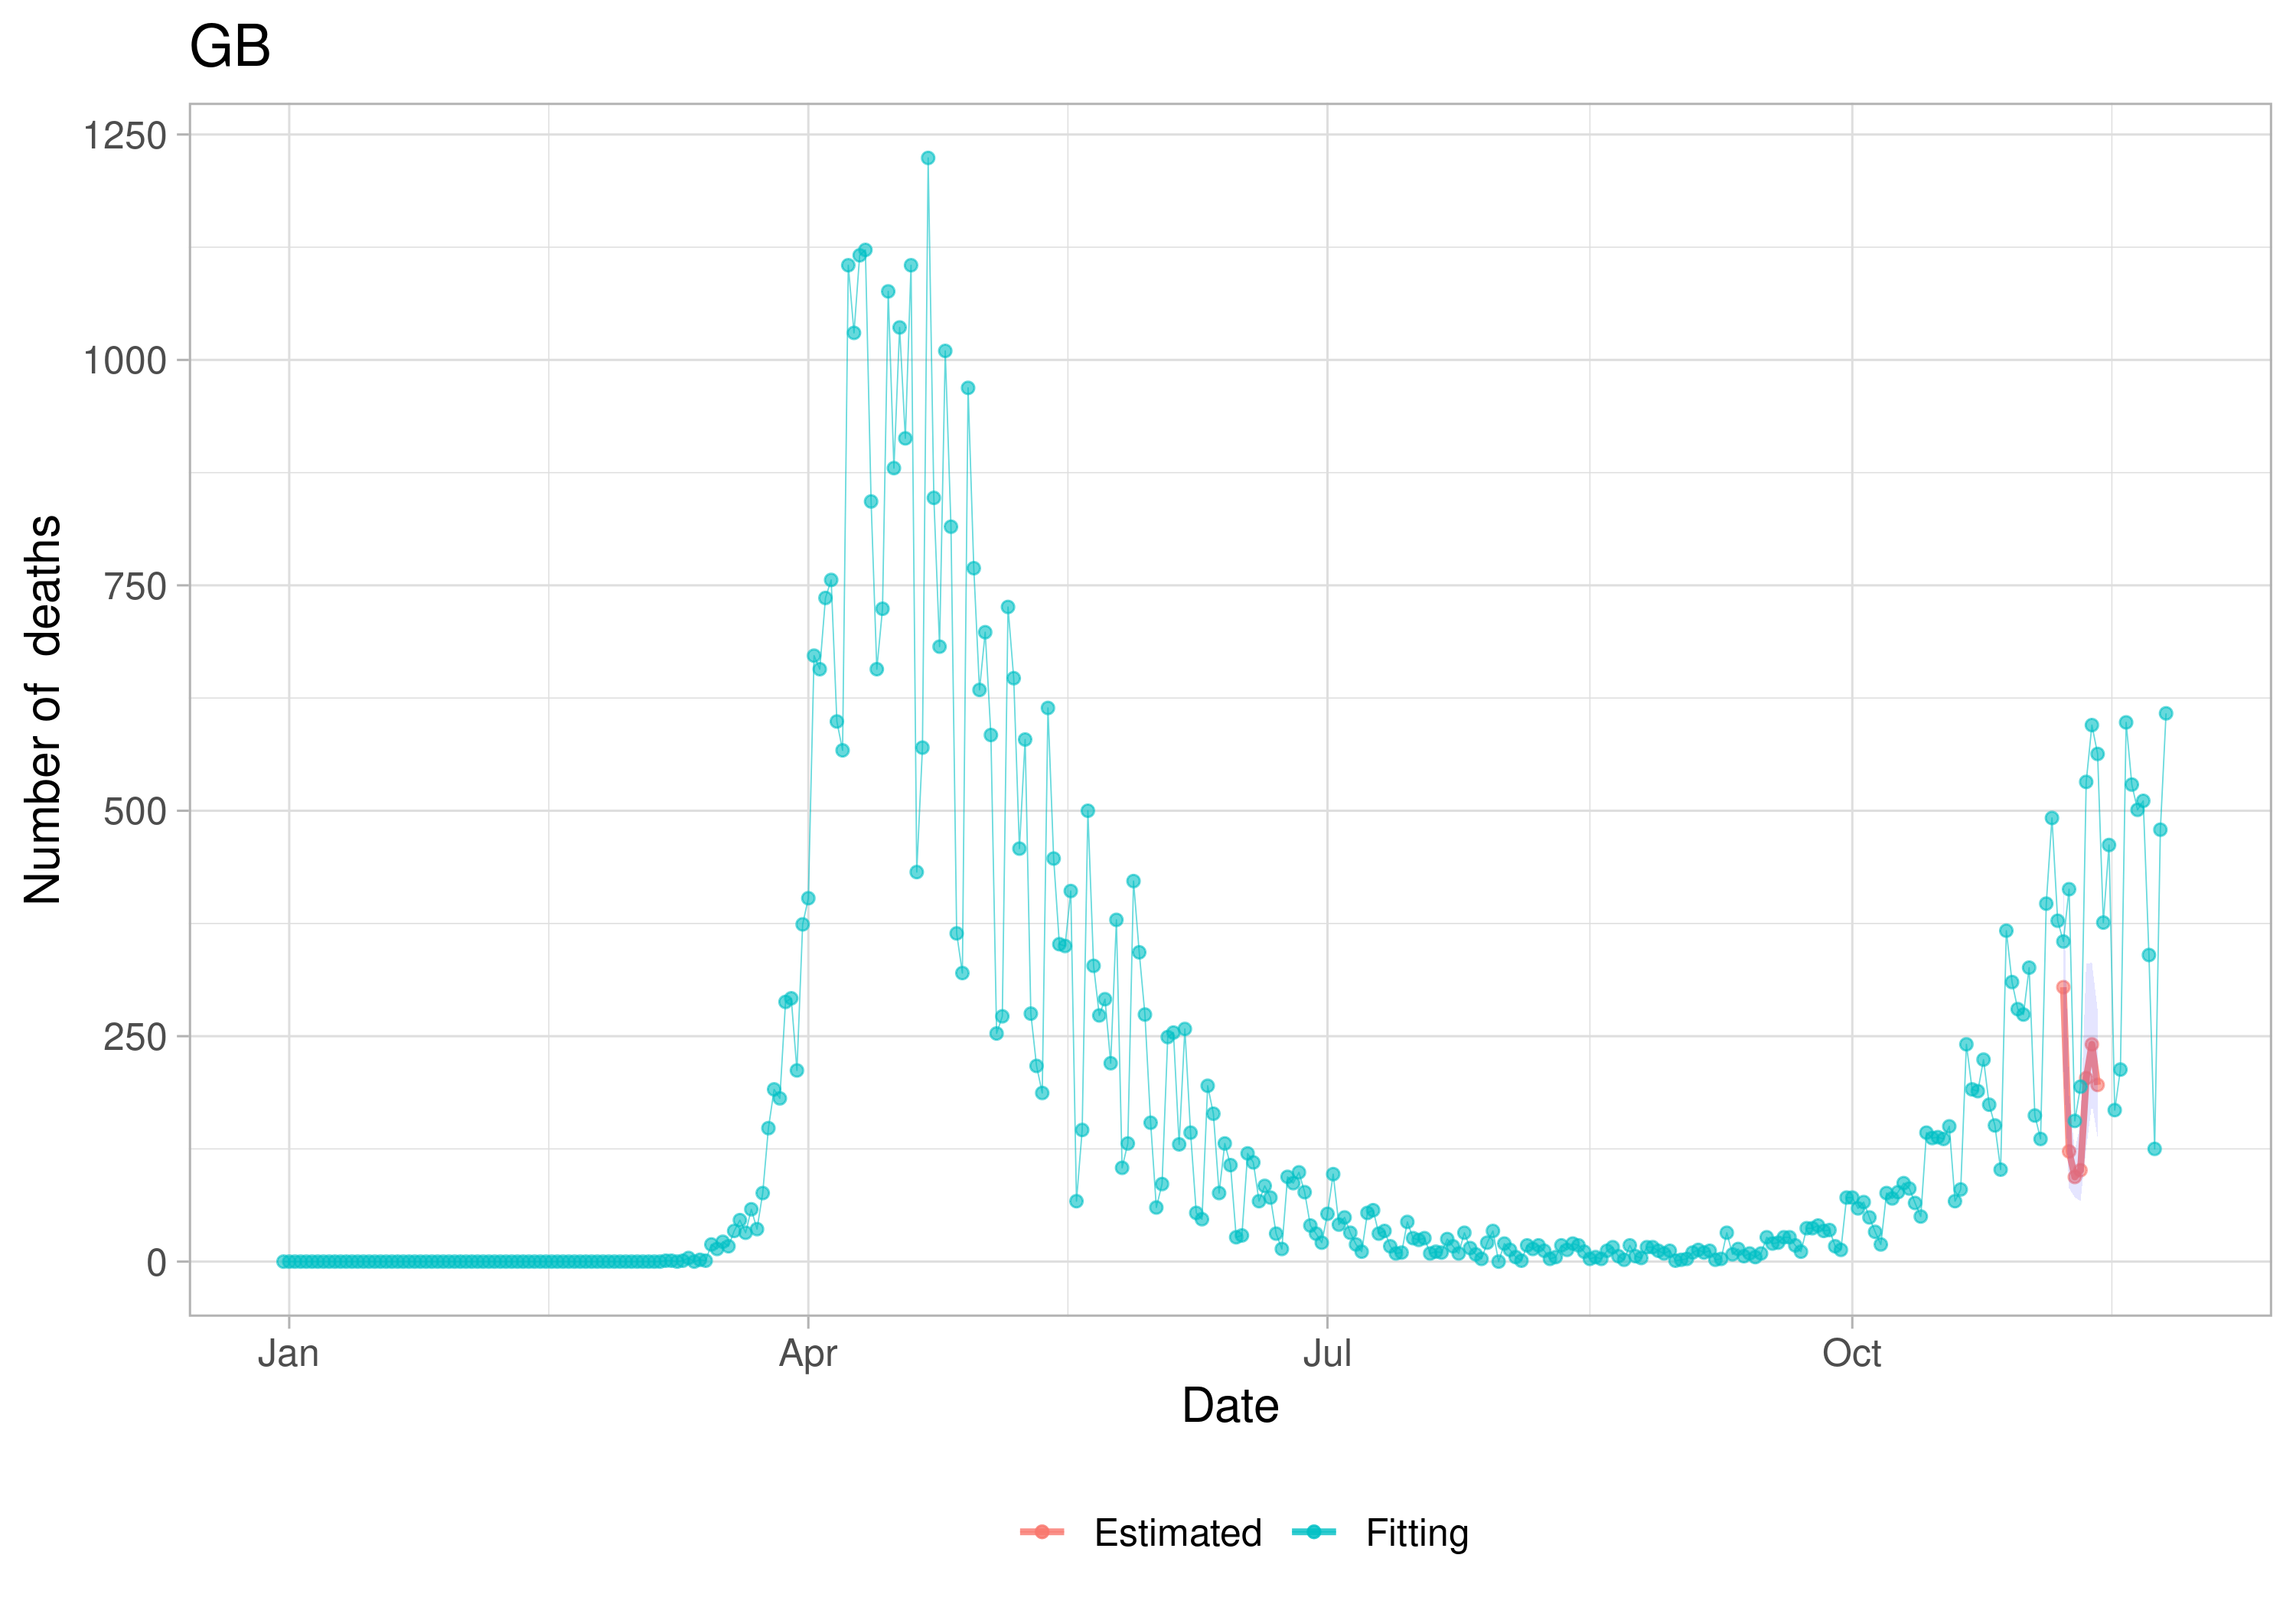 GB
1250
1000
750
500
250
0
Number of deaths
Jan Apr Jul Oct
Date
Estimated Fitting